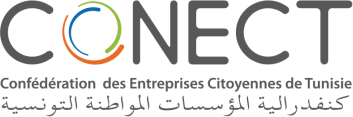 CONECT
Confédération des Entreprises Citoyennes de Tunisie
كنفدرالية المؤسسات المواطنة التونسية